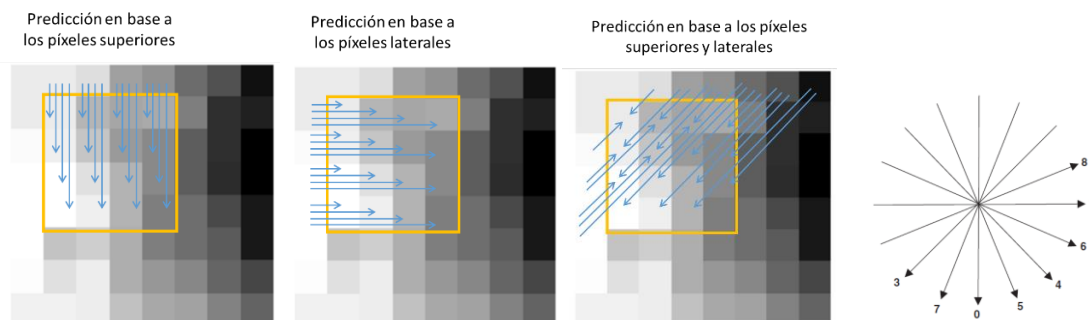 Predicción en base a
los píxeles superiores
Predicción en base a
los píxeles laterales
Predicción en base a los píxeles
superiores y laterales
8
6
4
5
0
7
3